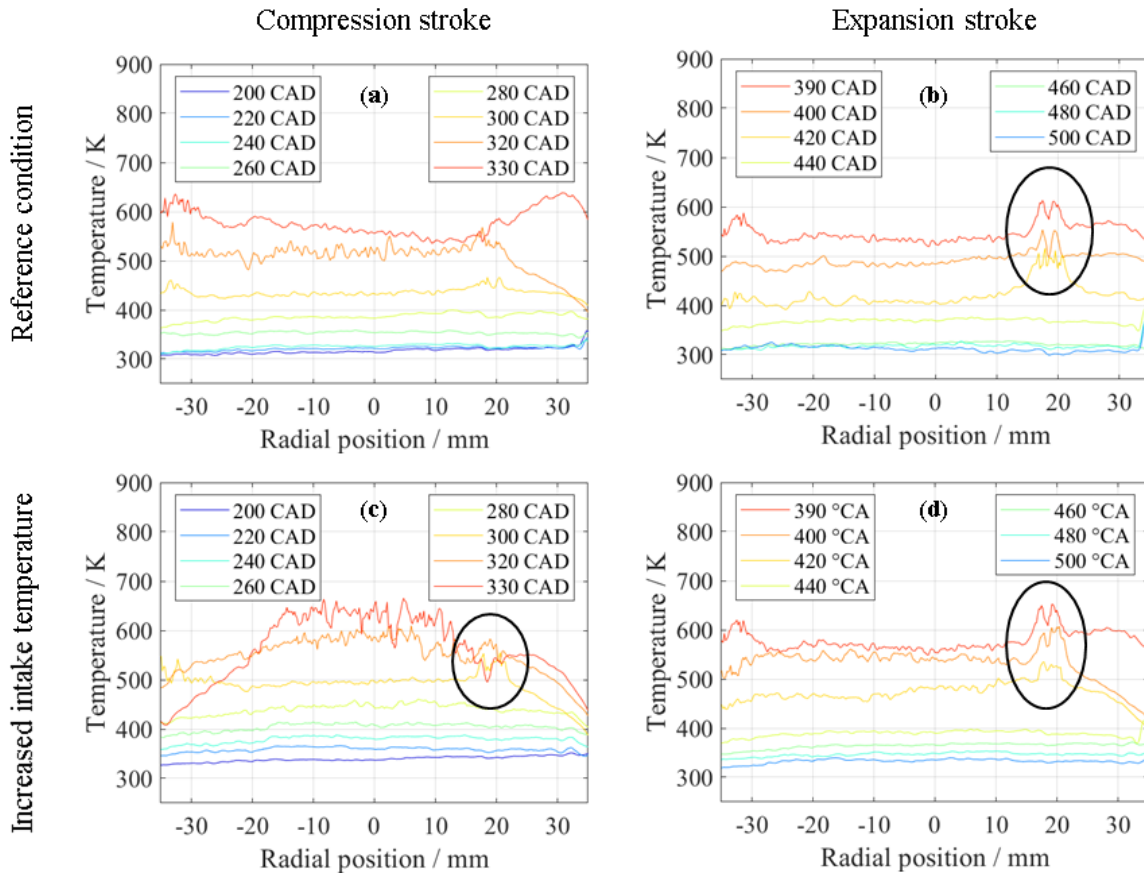 Compression stroke
Expansion stroke
Reference condition
900
800
700
600
500
400
300
Temperature / K
200 CAD
220 CAD
240 CAD
260 CAD
(a)
280 CAD
300 CAD
320 CAD
330 CAD
-30 -20 -10 0 10 20 30
Radial position / mm
900
800
700
600
500
400
300
Temperature / K
390 CAD
400 CAD
420 CAD
440 CAD
(b)
460 CAD
480 CAD
500 CAD
-30 -20 -10 0 10 20 30
Radial position / mm
Increased intake temperature
900
800
700
600
500
400
300
Temperature / K
200 CAD
220 CAD
240 CAD
260 CAD
(c)
280 CAD
300 CAD
320 CAD
330 CAD
-30 -20 -10 0 10 20 30
Radial position / mm
900
800
700
600
500
400
300
Temperature / K
390 °CA
400 °CA
420 °CA
440 °CA
(d)
460 °CA
480 °CA
500 °CA
-30 -20 -10 0 10 20 30
Radial position / mm